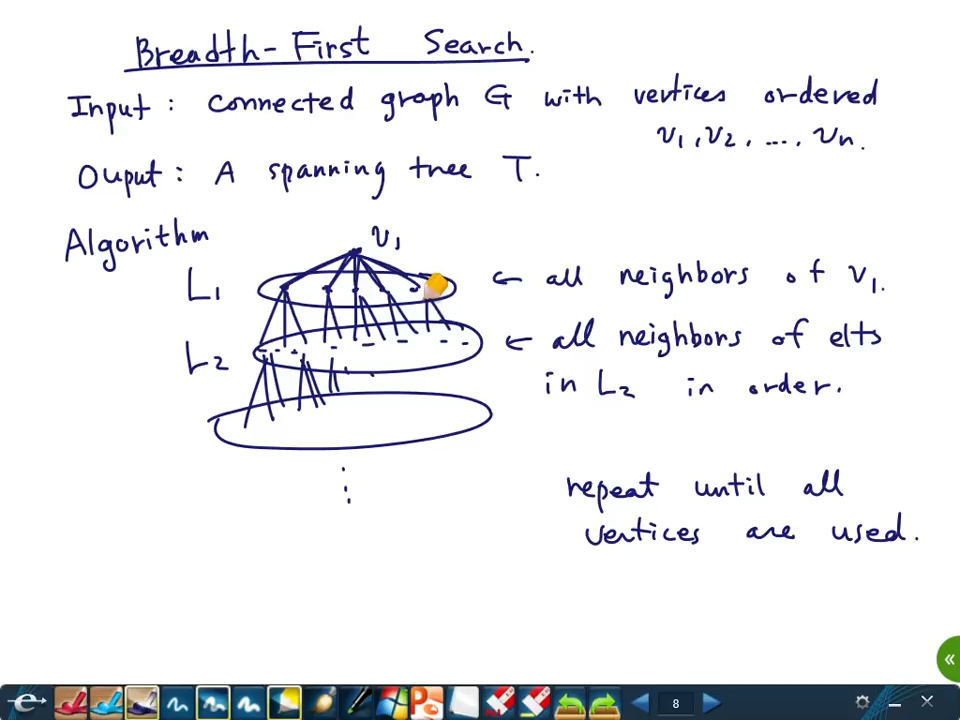 Breadth-First Search.
Input: connected graph G with vertices ordered
v1, v2, ..., vn.
Ouput: A spanning tree T.
Algorithm
v1
L1 ← all neighbors of v1.
L2 ← all neighbors of elts
in L2 in order.
repeat until all
vertices are used.
8